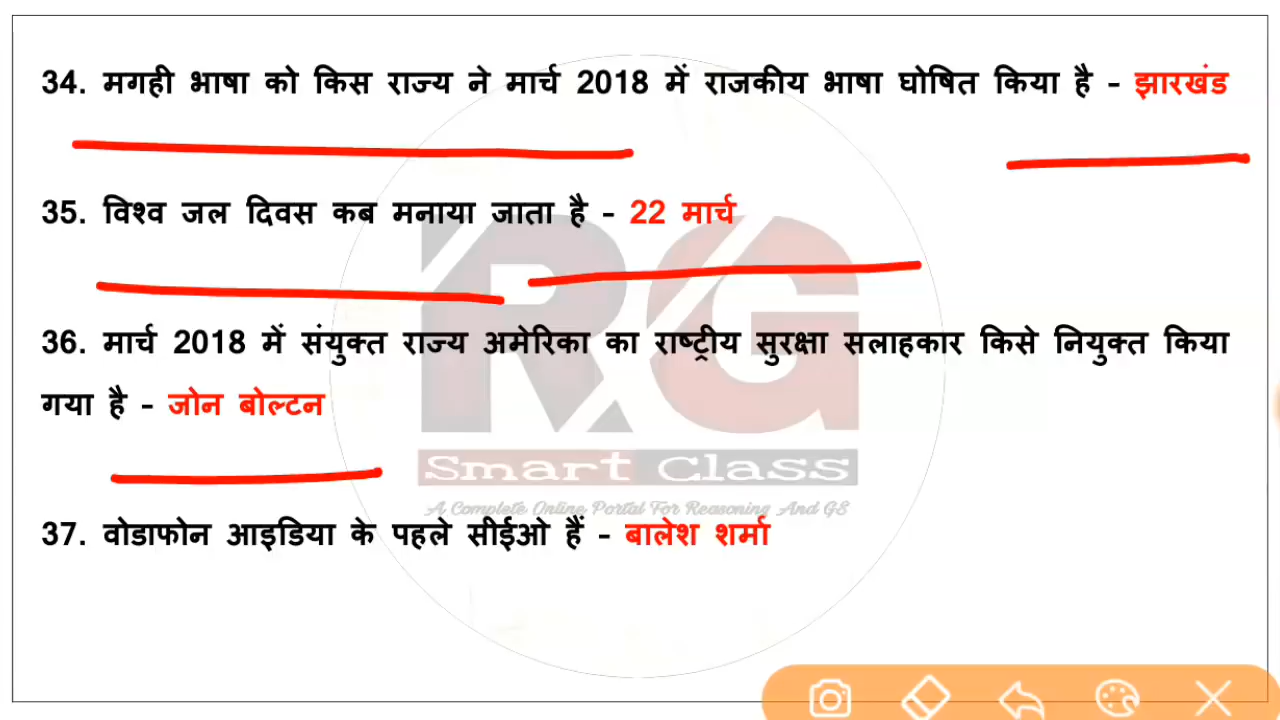 34. मगही भाषा को किस राज्य ने मार्च 2018 में राजकीय भाषा घोषित किया है - झारखंड
35. विश्व जल दिवस कब मनाया जाता है - 22 मार्च
36. मार्च 2018 में संयुक्त राज्य अमेरिका का राष्ट्रीय सुरक्षा सलाहकार किसे नियुक्त किया
गया है - जोन बोल्टन
RG
Smart Class
A Complete Online Portal For Reasoning And GS
37. वोडाफोन आइडिया के पहले सीईओ हैं - बालेश शर्मा